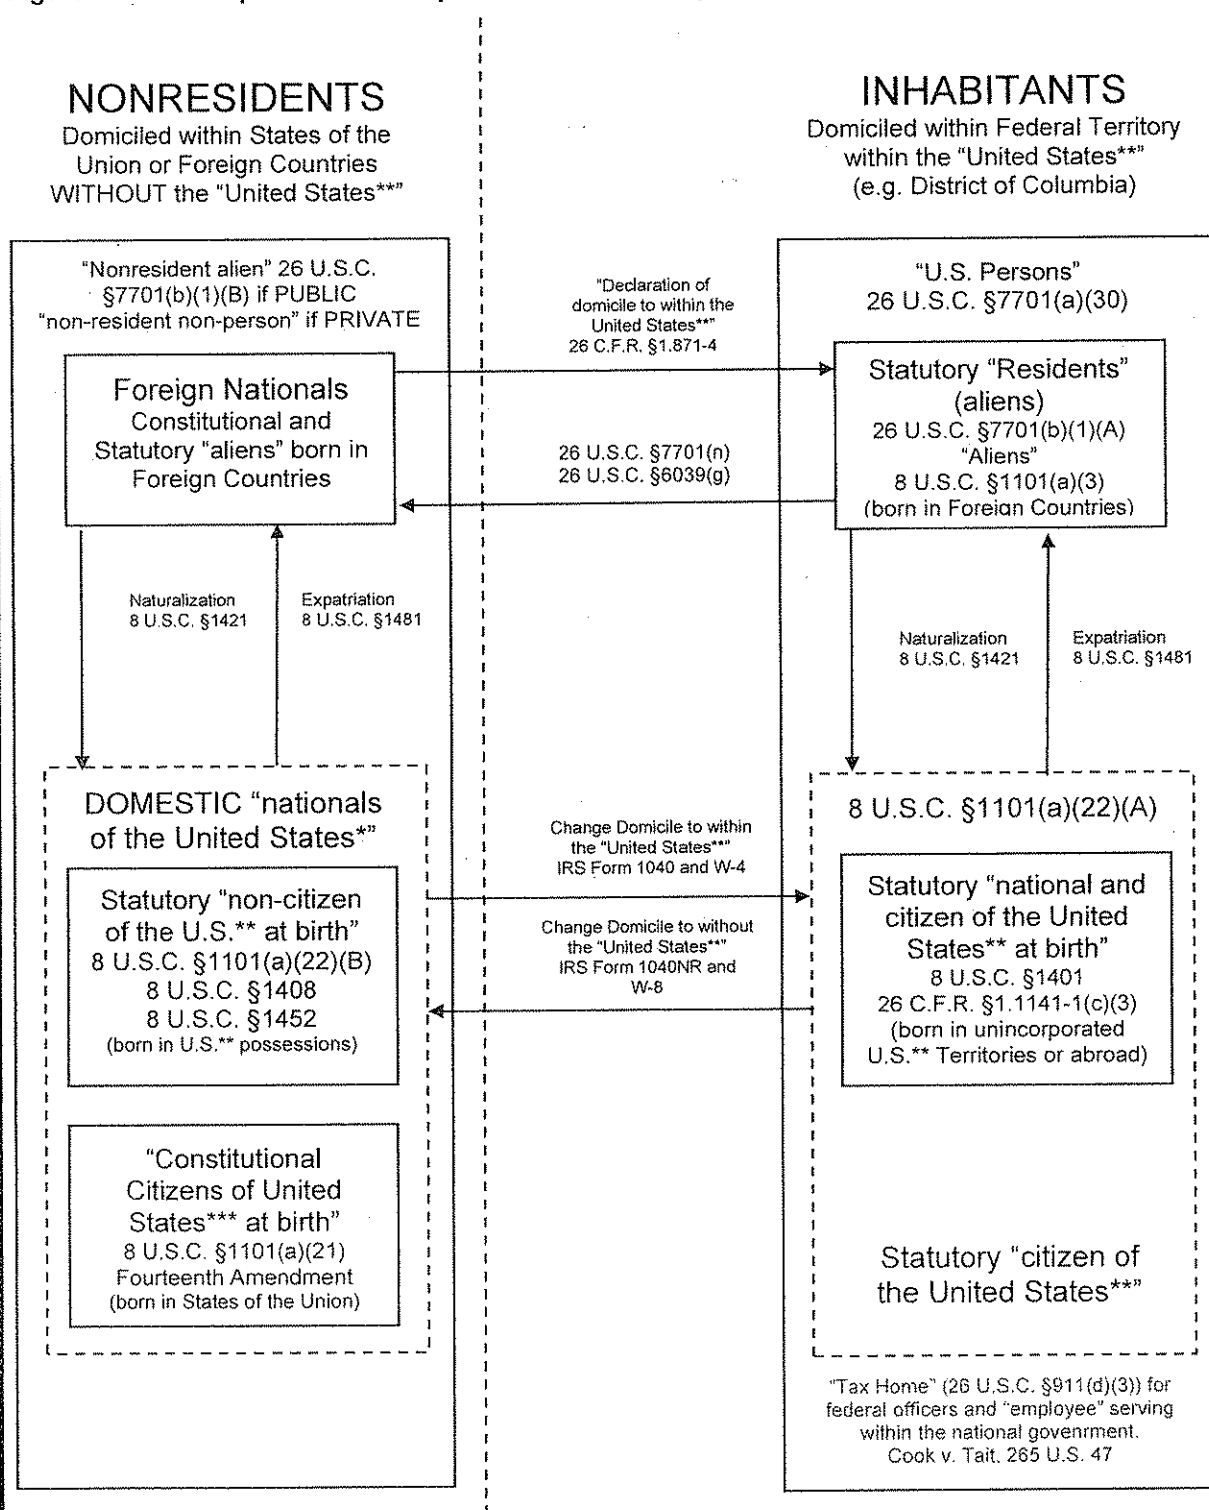 NONRESIDENTS
Domiciled within States of the
Union or Foreign Countries
WITHOUT the "United States**"
INHABITANTS
Domiciled within Federal Territory
within the "United States**"
(e.g. District of Columbia)
"Nonresident alien" 26 U.S.C.
§7701(b)(1)(B) if PUBLIC
"non-resident non-person" if PRIVATE
Foreign Nationals
Constitutional and
Statutory "aliens" born in
Foreign Countries
"Declaration of
domicile to within the
United States**"
26 C.F.R. §1.871-4
26 U.S.C. §7701(n)
26 U.S.C. §6039(g)
"U.S. Persons"
26 U.S.C. §7701(a)(30)
Statutory "Residents"
(aliens)
26 U.S.C. §7701(b)(1)(A)
"Aliens"
8 U.S.C. §1101(a)(3)
(born in Foreign Countries)
Naturalization
8 U.S.C. §1421
Expatriation
8 U.S.C. §1481
Naturalization
8 U.S.C. §1421
Expatriation
8 U.S.C. §1481
DOMESTIC "nationals
of the United States*"
Statutory "non-citizen
of the U.S.** at birth"
8 U.S.C. §1101(a)(22)(B)
8 U.S.C. §1408
8 U.S.C. §1452
(born in U.S.** possessions)
"Constitutional
Citizens of United
States*** at birth"
8 U.S.C. §1101(a)(21)
Fourteenth Amendment
(born in States of the Union)
Change Domicile to within
the "United States**"
IRS Form 1040 and W-4
Change Domicile to without
the "United States**"
IRS Form 1040NR and
W-8
8 U.S.C. §1101(a)(22)(A)
Statutory "national and
citizen of the United
States** at birth"
8 U.S.C. §1401
26 C.F.R. §1.1141-1(c)(3)
(born in unincorporated
U.S.** Territories or abroad)
Statutory "citizen of
the United States**"
"Tax Home" (26 U.S.C. §911(d)(3)) for
federal officers and "employee" serving
within the national govenrment.
Cook v. Tait, 265 U.S. 47